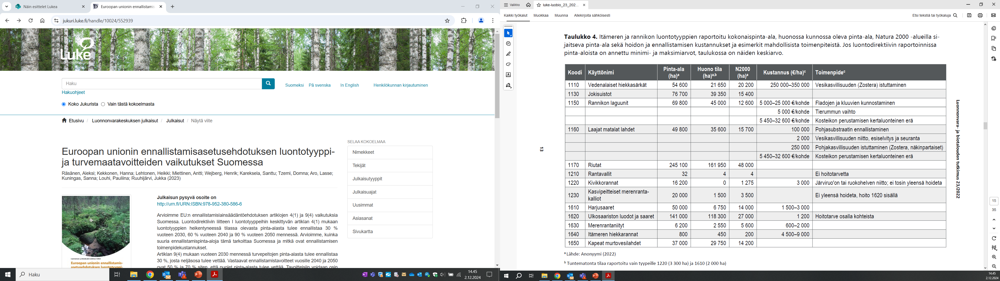 Näin esittelet Lukea
Euroopan unionin ennallistamis
jukuri.luke.fi/handle/10024/552939
Luke
LUONNONVARAKESKUS
Haku
Suomeksi På svenska In English Henkilökunnan kirjautuminen
Hakuohjeet
Koko Jukurista Vain tästä kokoelmasta
Etusivu / Luonnonvarakeskuksen julkaisut / Julkaisut / Näytä viite
Euroopan unionin ennallistamisasetusehdotuksen luontotyyppi-
ja turvemaatavoitteiden vaikutukset Suomessa
Räsänen, Aleksi; Kekkonen, Hanna; Lehtonen, Heikki; Miettinen, Antti; Wejberg, Henrik; Kareksela, Santtu; Tzemi, Domna; Aro, Lasse;
Kuningas, Sanna; Louhi, Pauliina; Ruuhijärvi, Jukka (2023)
Luonnonvara- ja biotalouden tutkimus 1/2023
Euroopan unionin ennallistamis-
asetusehdotuksen luontotyyppi-
Julkaisun pysyvä osoite on
http://urn.fi/URN:ISBN:978-952-380-586-6
Arvioimme EU:n ennallistamislainsäädäntöehdotuksen artiklojen 4(1) ja 9(4) vaikutuksia
Suomessa. Luontodirektiivin liitteen I luontotyyppeihin keskittyvän artiklan 4(1) mukaan
luontotyyppien heikentyneessä tilassa olevasta pinta-alasta tulee ennallistaa 30 %
vuoteen 2030, 60 % vuoteen 2040 ja 90 % vuoteen 2050 mennessä. Arvioimme, kuinka
suuria ennallistamispinta-aloja tämä tarkoittaa Suomessa ja mitkä ovat ennallistamisen
toimenpidekustannukset.
Artiklan 9(4) mukaan vuoteen 2030 mennessä turvepeltojen pinta-alasta tulee ennallistaa
30 %, josta neljäsosa tulee vettää. Vastaavat ennallistamistavoitteet vuosille 2040 ja 2050
ovat 50 % ja 70 % siten, että puolet pinta-alasta tulee vettää. Tavoitteisiin voidaan osin
SELAA KOKOELMAA
Nimekkeet
Tekijät
Julkaisutyyppit
Julkaisuajat
Uusimmat
Asiasanat
Sivukartta
Haku
14.45
2.12.2024
Valikko
luke-luobio_23_202...
Kaikki työkalut Muokkaa Muunna Allekirjoita sähköisesti
Etsi tekstiä tai työkaluja
Taulukko 4. Itämeren ja rannikon luontotyyppien raportoitu kokonaispinta-ala, huonossa kunnossa oleva pinta-ala, Natura 2000 -alueilla si-
jaitseva pinta-ala sekä hoidon ja ennallistamisen kustannukset ja esimerkit mahdollisista toimenpiteistä. Jos luontodirektiivin raportoinnissa
pinta-aloista on annettu minimi- ja maksimiarvot, taulukossa on näiden keskiarvo.
Koodi Käyttönimi Pinta-ala (ha)ᵃ Huono tila (ha)ᵃ,ᵇ N2000 (ha)ᵃ Kustannus (€/ha)ᶜ Toimenpideᶜ
1110 Vedenalaiset hiekkasärkät 54 600 21 650 20 200 250 000–350 000 Vesikasvillisuuden (Zostera) istuttaminen
1130 Jokisuistot 76 700 39 350 15 400
1150 Rannikon laguunit 69 800 45 000 12 600 5 000–25 000 €/kohde Fladojen ja kluuvien kunnostaminen
5 000 €/kohde Tierummun vaihto
5 450–32 600 €/kohde Kosteikon perustamisen kertaluonteinen erä
1160 Laajat matalat lahdet 49 800 35 600 15 700 100 000 Pohjasubstraatin ennallistaminen
2 000 Vesikasvillisuuden niitto, esiselvitys ja seuranta
250 000 Pohjakasvillisuuden istuttaminen (Zostera, näkinpartaiset)
5 450–32 600 €/kohde Kosteikon perustamisen kertaluonteinen erä
1170 Riutat 245 100 161 950 48 000
1210 Rantavallit 32 4 4 Ei hoitotarvetta
1220 Kivikkorannat 16 200 0 1 275 3 000 Järviruo'on tai ruokohelven niitto; ei tosin yleensä hoideta
1230 Kasvipeitteiset merenranta-
kalliot 20 000 1 500 3 500 Ei yleensä hoideta, hoito 1620 sisällä
1610 Harjusaaret 50 000 6 750 14 000 1 500–3 000
1620 Ulkosaariston luodot ja saaret 141 000 118 300 27 000 1 200 Hoitotarve osalla kohteista
1630 Merenrantaniityt 6 200 2 550 5 600 600–2 000
1640 Itämeren hiekkarannat 800 450 200 4 500–9 000
1650 Kapeat murtovesilahdet 37 000 29 750 14 200
ᵃ Lähde: Anonyymi (2022)
ᵇ Tuntematonta tilaa raportoitu vain tyypeille 1220 (3 300 ha) ja 1610 (2 000 ha)
13
Luonnonvara- ja biotalouden tutkimus 23/2022
15
35
14.45
2.12.2024